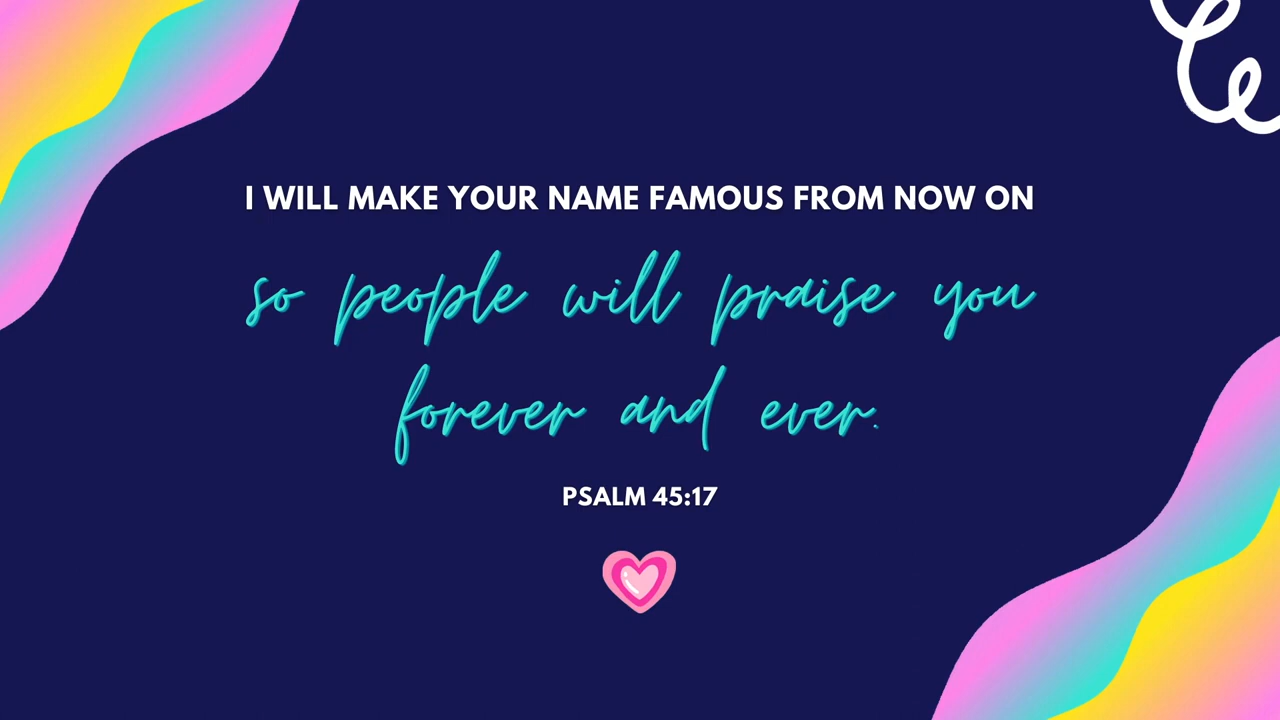 I WILL MAKE YOUR NAME FAMOUS FROM NOW ON
so people will praise you
forever and ever.
PSALM 45:17